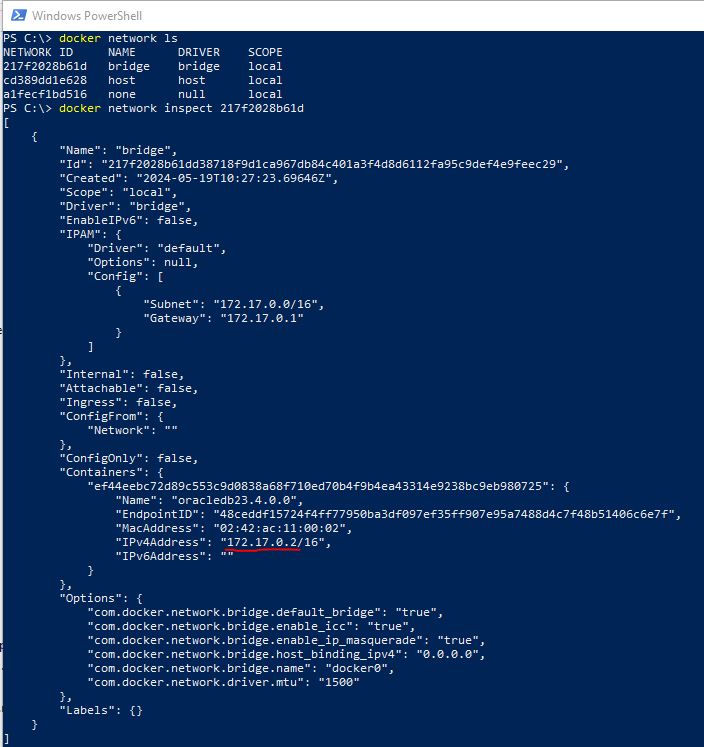 Windows PowerShell
PS C:\> docker network ls
NETWORK ID     NAME      DRIVER    SCOPE
217f2028b61d   bridge    bridge    local
cd389dd1e628   host      host      local
a1fecf1bd516   none      null      local
PS C:\> docker network inspect 217f2028b61d
[
    {
        "Name": "bridge",
        "Id": "217f2028b61dd38718f9d1ca967db84c401a3f4d8d6112fa95c9def4e9feec29",
        "Created": "2024-05-19T10:27:23.69646Z",
        "Scope": "local",
        "Driver": "bridge",
        "EnableIPv6": false,
        "IPAM": {
            "Driver": "default",
            "Options": null,
            "Config": [
                {
                    "Subnet": "172.17.0.0/16",
                    "Gateway": "172.17.0.1"
                }
            ]
        },
        "Internal": false,
        "Attachable": false,
        "Ingress": false,
        "ConfigFrom": {
            "Network": ""
        },
        "ConfigOnly": false,
        "Containers": {
            "ef44eebc72d89c553c9d0838a68f710ed70b4f9b4ea43314e9238bc9eb980725": {
                "Name": "oracledb23.4.0.0",
                "EndpointID": "48ceddf15724f4ff77950ba3df097ef35ff907e95a7488d4c7f48b51406c6e7f",
                "MacAddress": "02:42:ac:11:00:02",
                "IPv4Address": "172.17.0.2/16",
                "IPv6Address": ""
            }
        },
        "Options": {
            "com.docker.network.bridge.default_bridge": "true",
            "com.docker.network.bridge.enable_icc": "true",
            "com.docker.network.bridge.enable_ip_masquerade": "true",
            "com.docker.network.bridge.host_binding_ipv4": "0.0.0.0",
            "com.docker.network.bridge.name": "docker0",
            "com.docker.network.driver.mtu": "1500"
        },
        "Labels": {}
    }
]